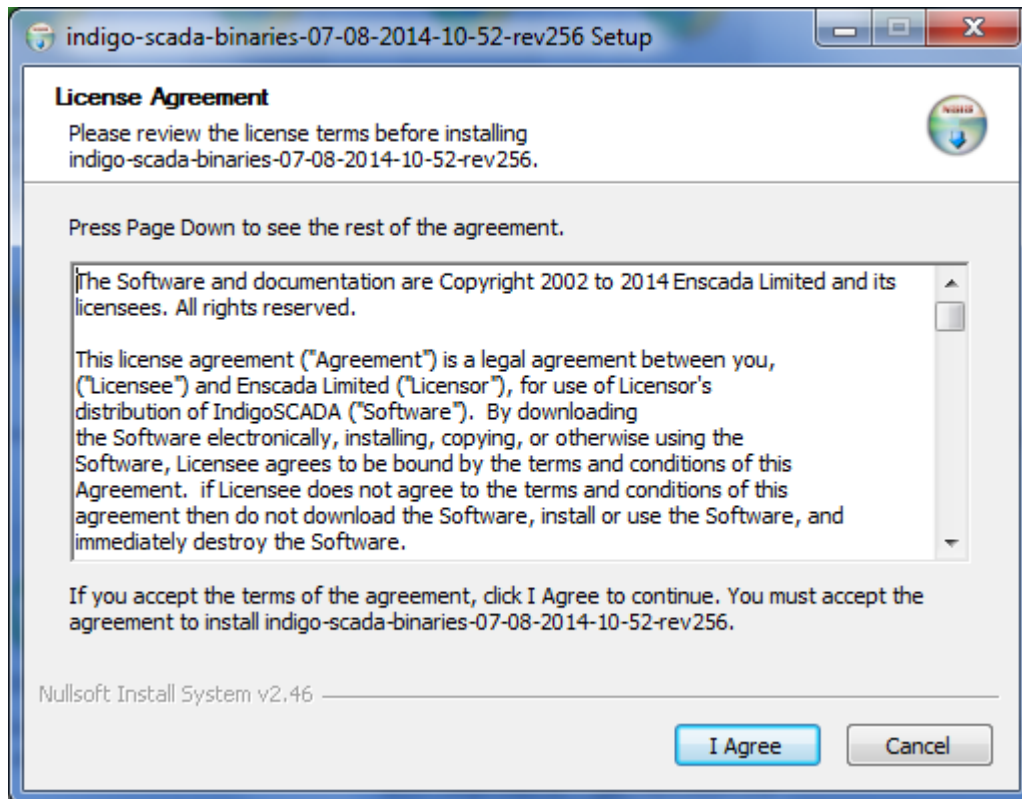 indigo-scada-binaries-07-08-2014-10-52-rev256 Setup
License Agreement
Please review the license terms before installing
indigo-scada-binaries-07-08-2014-10-52-rev256.
Press Page Down to see the rest of the agreement.
The Software and documentation are Copyright 2002 to 2014 Enscada Limited and its
licensees. All rights reserved.
This license agreement ("Agreement") is a legal agreement between you,
("Licensee") and Enscada Limited ("Licensor"), for use of Licensor's
distribution of IndigoSCADA ("Software").  By downloading
the Software electronically, installing, copying, or otherwise using the
Software, Licensee agrees to be bound by the terms and conditions of this
Agreement.  if Licensee does not agree to the terms and conditions of this
agreement then do not download the Software, install or use the Software, and
immediately destroy the Software.
If you accept the terms of the agreement, click I Agree to continue. You must accept the
agreement to install indigo-scada-binaries-07-08-2014-10-52-rev256.
Nullsoft Install System v2.46
I Agree
Cancel